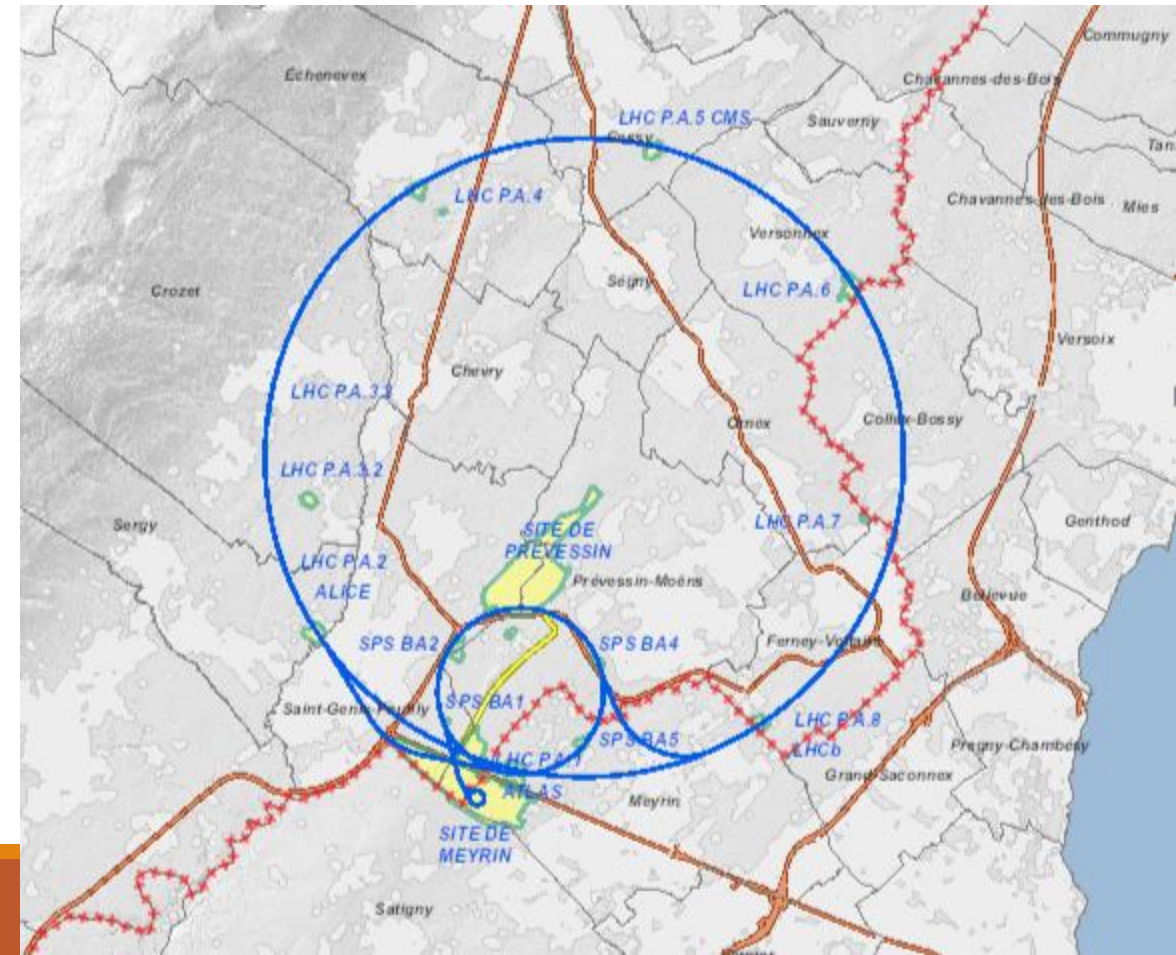 Commugny
Échenevex
Chavannes-des-Bois
LHC P.A.5 CMS
Sauverny
Cessy
Tan
LHC P.A.4
Chavannes-des-Bois
Mies
Versonnex
Segny
Crozet
LHC P.A.6
Versoix
Chevry
LHC P.A.3.3
Ornex
Collex-Bossy
LHC P.A.3.2
Sergy
SITE DE
PRÉVESSIN
LHC P.A.7
Genthod
LHC P.A.2
ALICE
Prévessin-Moëns
Bellevue
SPS BA2
SPS BA4
Ferney-Voltaire
SPS BA1
Saint-Genis-Pouilly
LHC P.A.8
LHCb
SPS BA5
Pregny-Chambésy
LHC P.A.1
ATLAS
Grand-Saconnex
Meyrin
SITE DE
MEYRIN
Satigny
Vernier